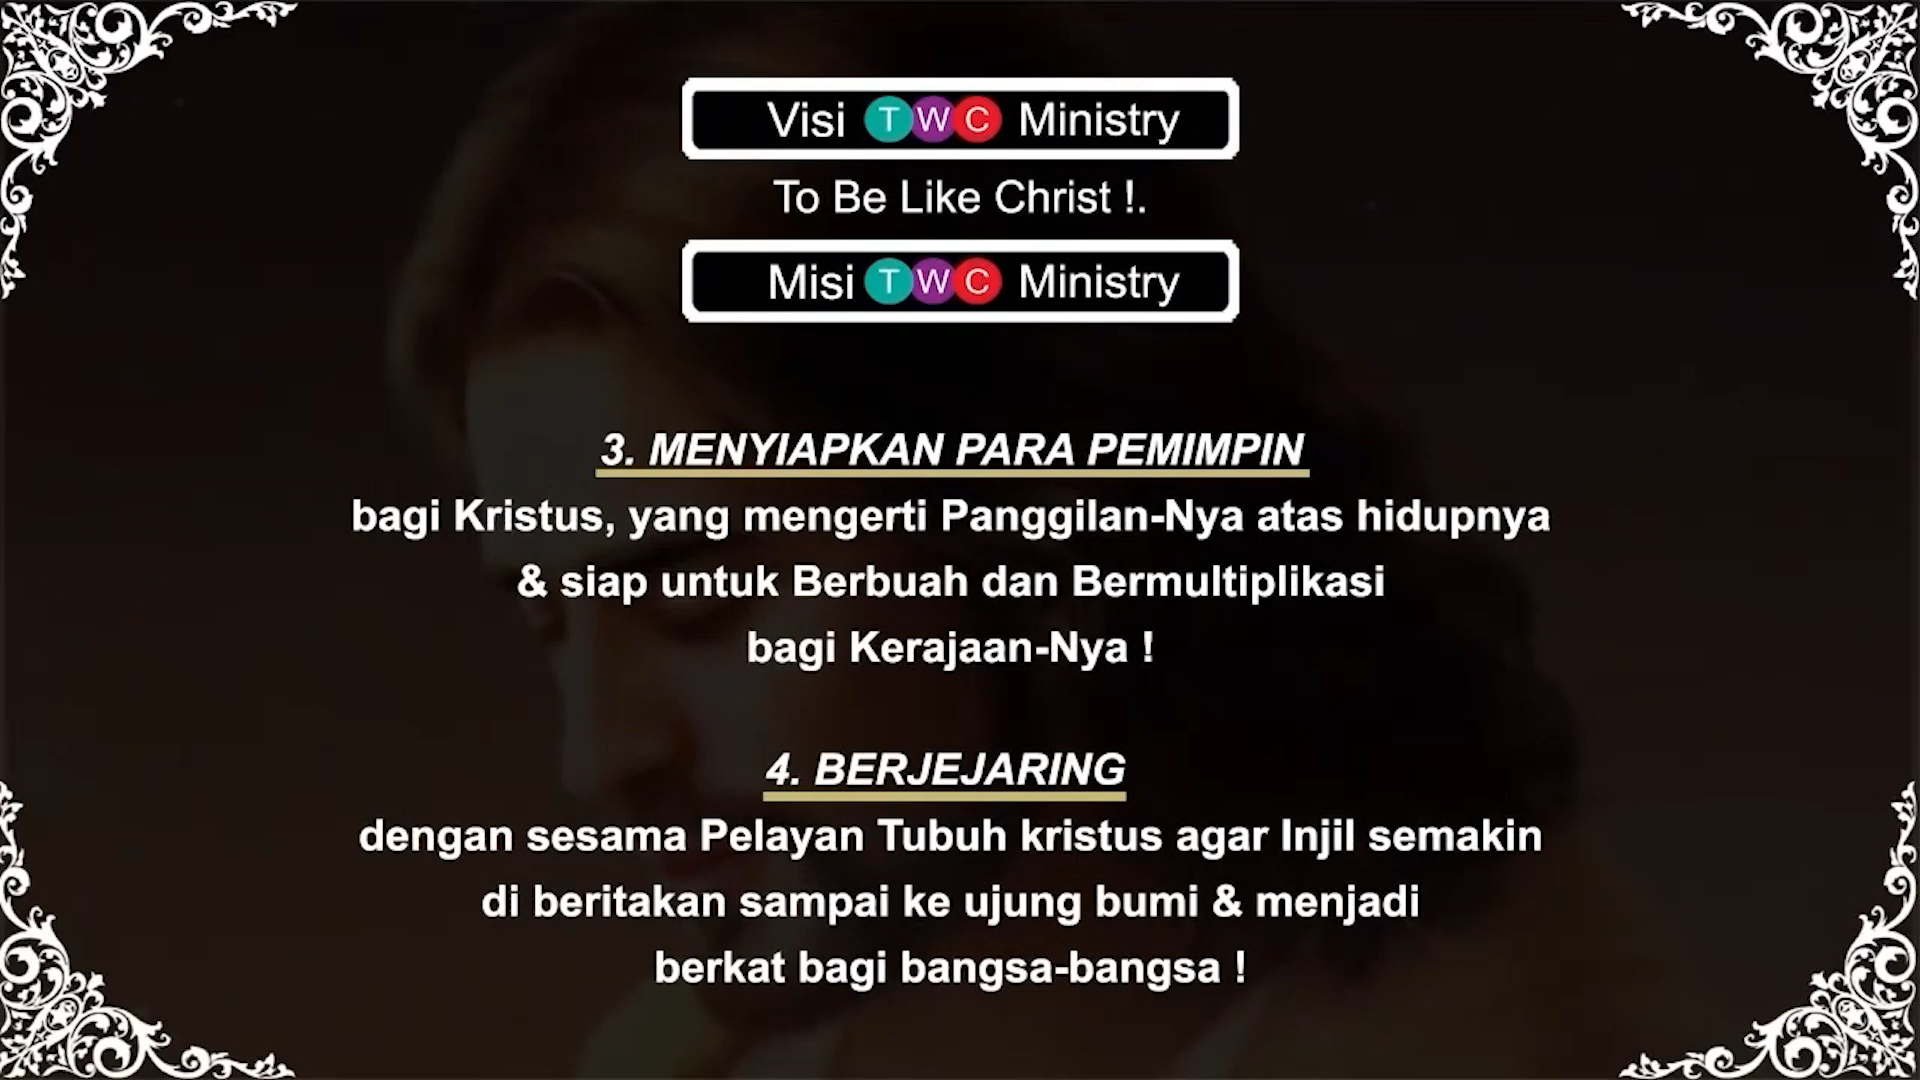 Visi TWC Ministry
To Be Like Christ !.
Misi TWC Ministry
3. MENYIAPKAN PARA PEMIMPIN
bagi Kristus, yang mengerti Panggilan-Nya atas hidupnya
& siap untuk Berbuah dan Bermultiplikasi
bagi Kerajaan-Nya !
4. BERJEJARING
dengan sesama Pelayan Tubuh kristus agar Injil semakin
di beritakan sampai ke ujung bumi & menjadi
berkat bagi bangsa-bangsa !